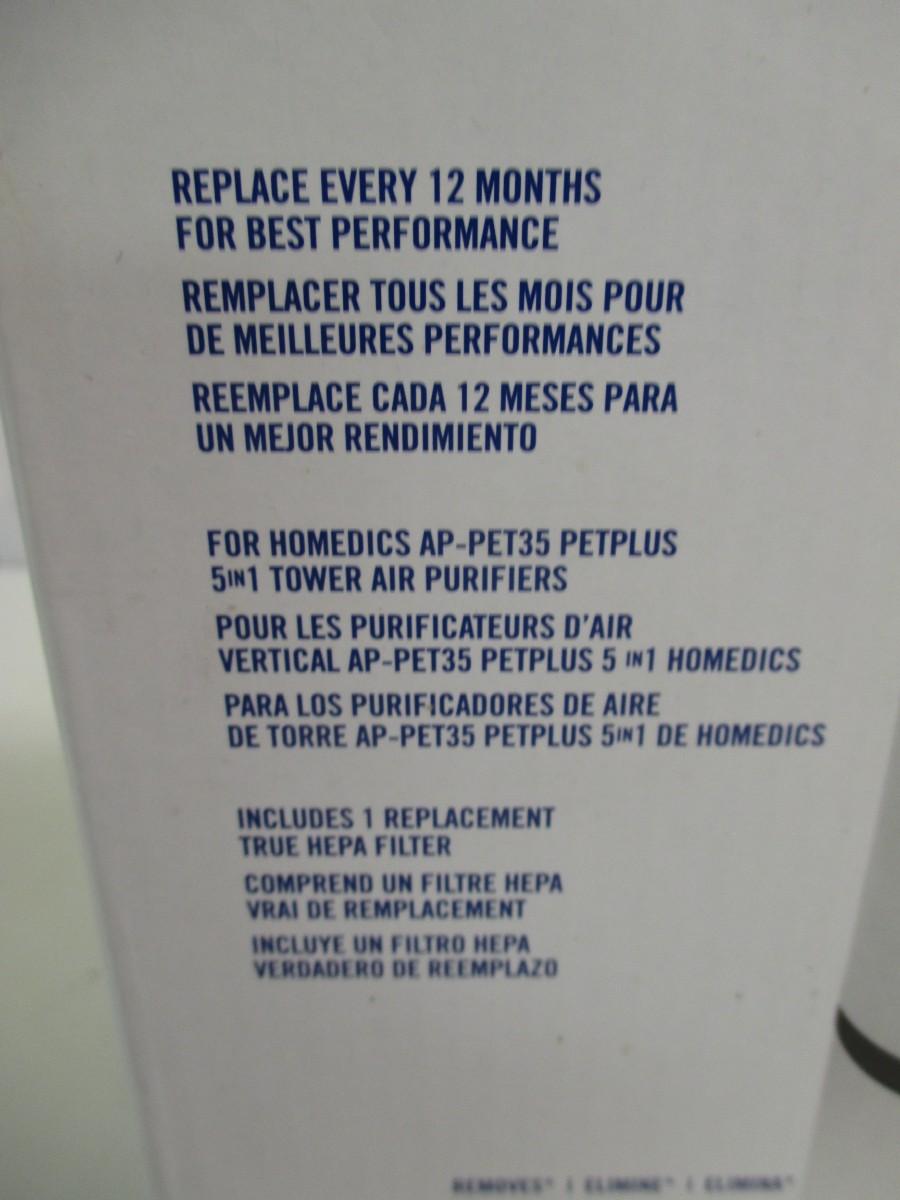 REPLACE EVERY 12 MONTHS
FOR BEST PERFORMANCE
REMPLACER TOUS LES MOIS POUR
DE MEILLEURES PERFORMANCES
REEMPLACE CADA 12 MESES PARA
UN MEJOR RENDIMIENTO
FOR HOMEDICS AP-PET35 PETPLUS
5IN1 TOWER AIR PURIFIERS
POUR LES PURIFICATEURS D'AIR
VERTICAL AP-PET35 PETPLUS 5 IN1 HOMEDICS
PARA LOS PURIFICADORES DE AIRE
DE TORRE AP-PET35 PETPLUS 5IN1 DE HOMEDICS
INCLUDES 1 REPLACEMENT
TRUE HEPA FILTER
COMPREND UN FILTRE HEPA
VRAI DE REMPLACEMENT
INCLUYE UN FILTRO HEPA
VERDADERO DE REEMPLAZO
REMOVES* | ELIMINE* | ELIMINA*